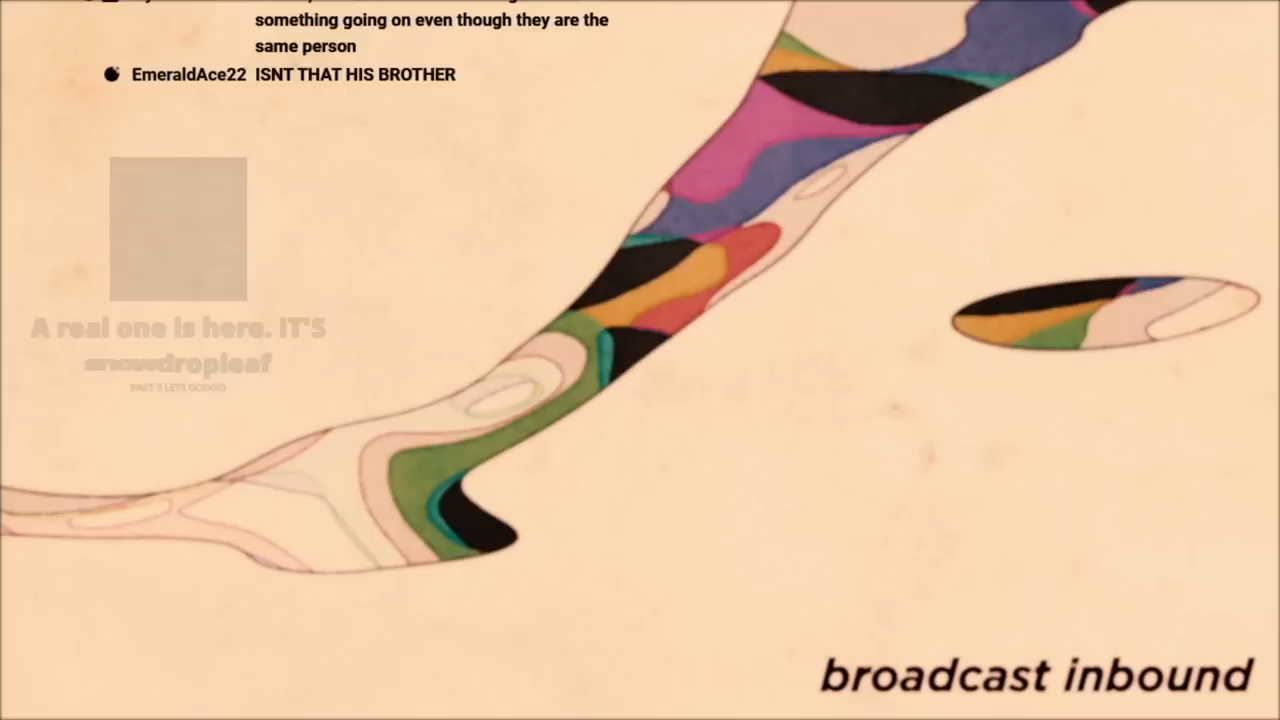 something going on even though they are the
same person
EmeraldAce22 ISNT THAT HIS BROTHER
A real one is here. IT'S
dropleaf
broadcast inbound